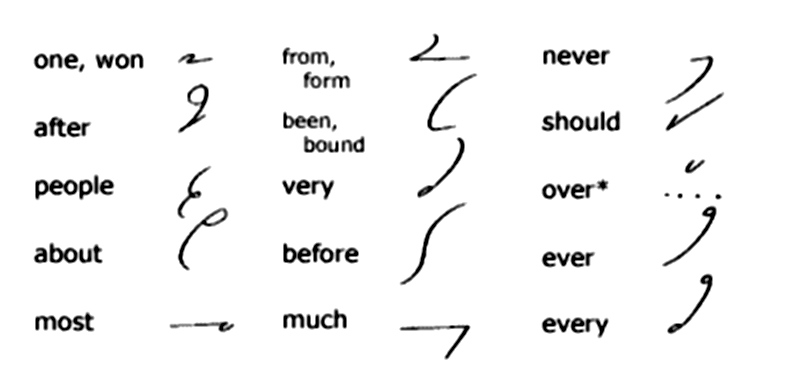 one, won
from,
form
never
after
been,
bound
should
people
very
over*
about
before
ever
most
much
every